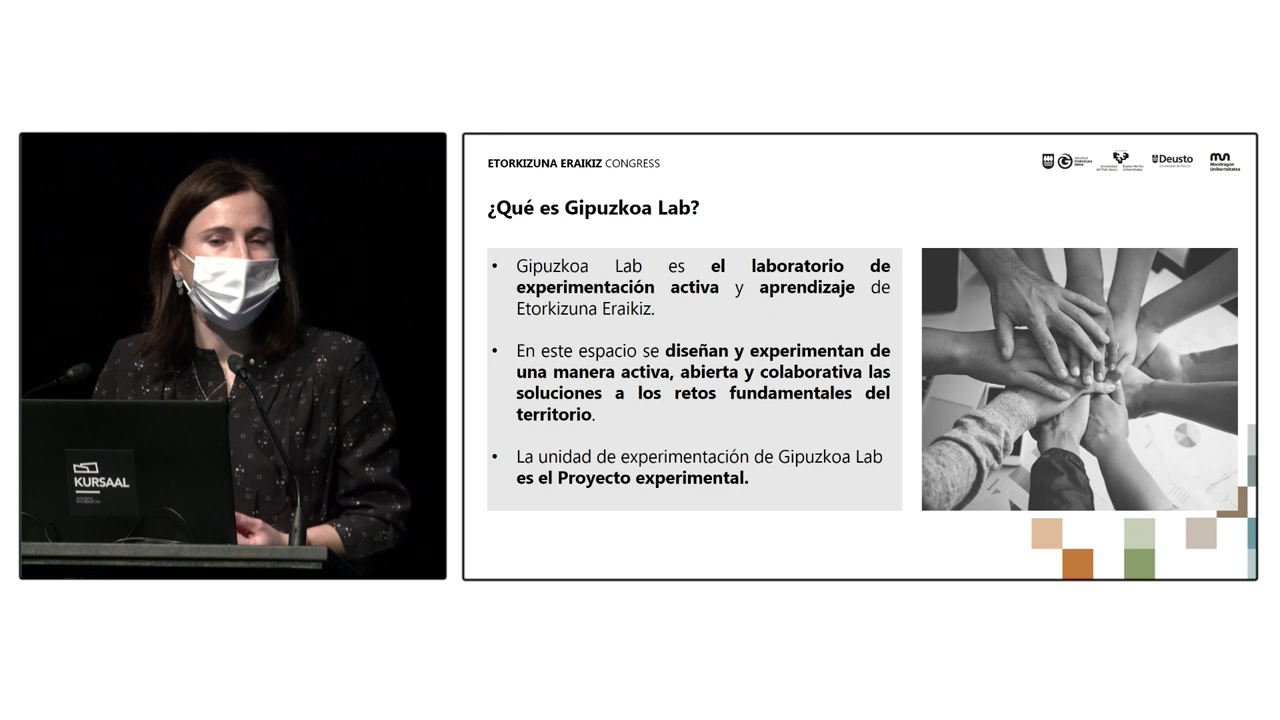 KURSAAL
ETORKIZUNA ERAIKIZ CONGRESS
Deusto
Mondragon
Unibertsitatea
¿Qué es Gipuzkoa Lab?
• Gipuzkoa Lab es el laboratorio de
experimentación activa y aprendizaje de
Etorkizuna Eraikiz.
• En este espacio se diseñan y experimentan de
una manera activa, abierta y colaborativa las
soluciones a los retos fundamentales del
territorio.
• La unidad de experimentación de Gipuzkoa Lab
es el Proyecto experimental.